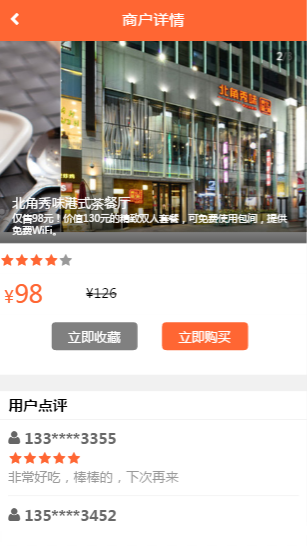 商户详情
2
北角秀味
北角秀味港式茶餐厅
仅售98元！价值130元的精致双人套餐，可免费使用包间，提供
免费WiFi。
¥98 ¥126
立即收藏 立即购买
用户点评
133****3355
非常好吃，棒棒的，下次再来
135****3452